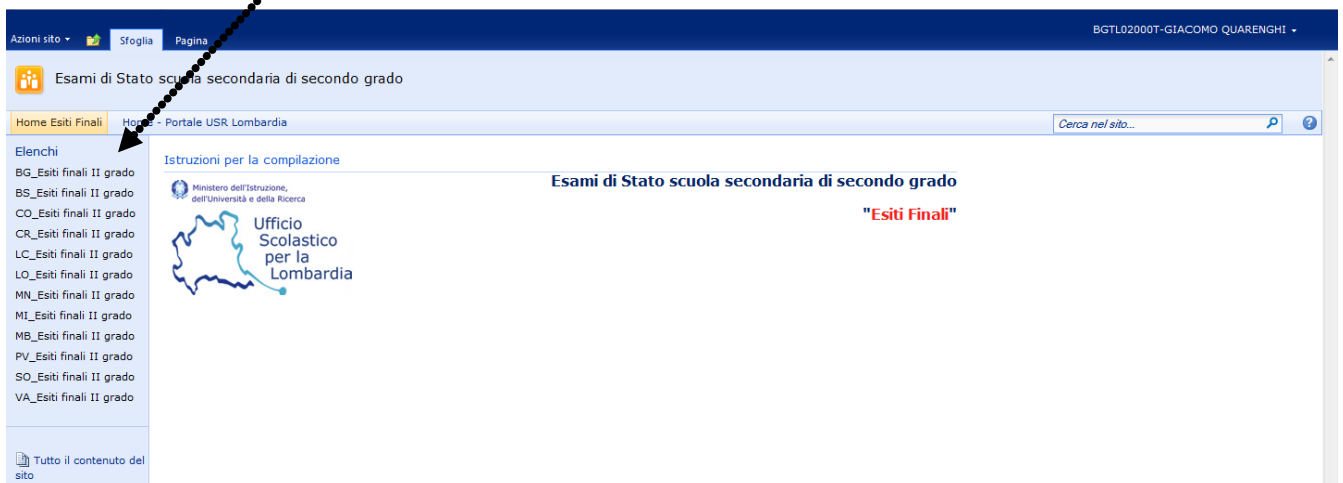 BGTL02000T-GIACOMO QUARENGHI
Azioni sito
Sfoglia
Pagina
Esami di Stato scuola secondaria di secondo grado
Home Esiti Finali
Home - Portale USR Lombardia
Cerca nel sito...
Elenchi
BG_Esiti finali II grado
BS_Esiti finali II grado
CO_Esiti finali II grado
CR_Esiti finali II grado
LC_Esiti finali II grado
LO_Esiti finali II grado
MN_Esiti finali II grado
MI_Esiti finali II grado
MB_Esiti finali II grado
PV_Esiti finali II grado
SO_Esiti finali II grado
VA_Esiti finali II grado
Tutto il contenuto del
sito
Istruzioni per la compilazione
Ministero dell'Istruzione,
dell'Università e della Ricerca
Ufficio
Scolastico
per la
Lombardia
Esami di Stato scuola secondaria di secondo grado
"Esiti Finali"